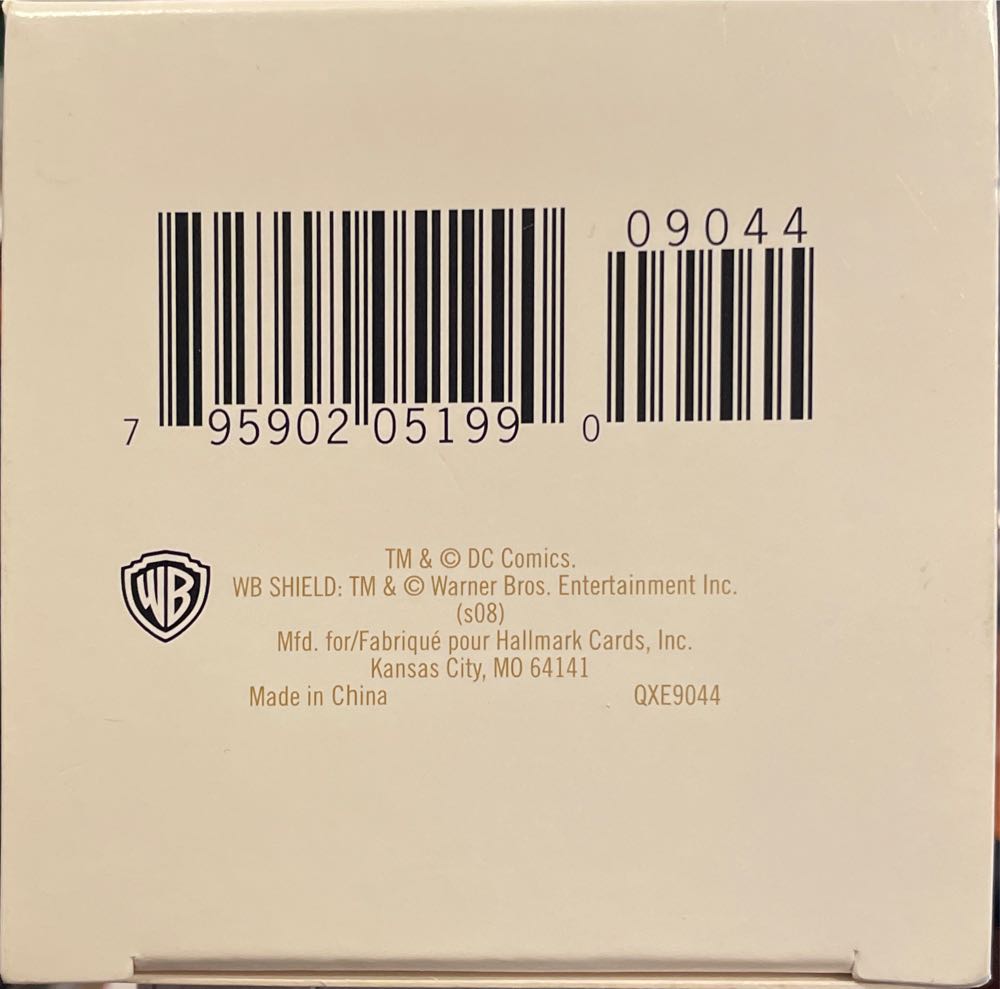 09044
7 95902 05199 0
WB
TM & © DC Comics.
WB SHIELD: TM & © Warner Bros. Entertainment Inc.
(s08)
Mfd. for/Fabriqué pour Hallmark Cards, Inc.
Kansas City, MO 64141
Made in China QXE9044